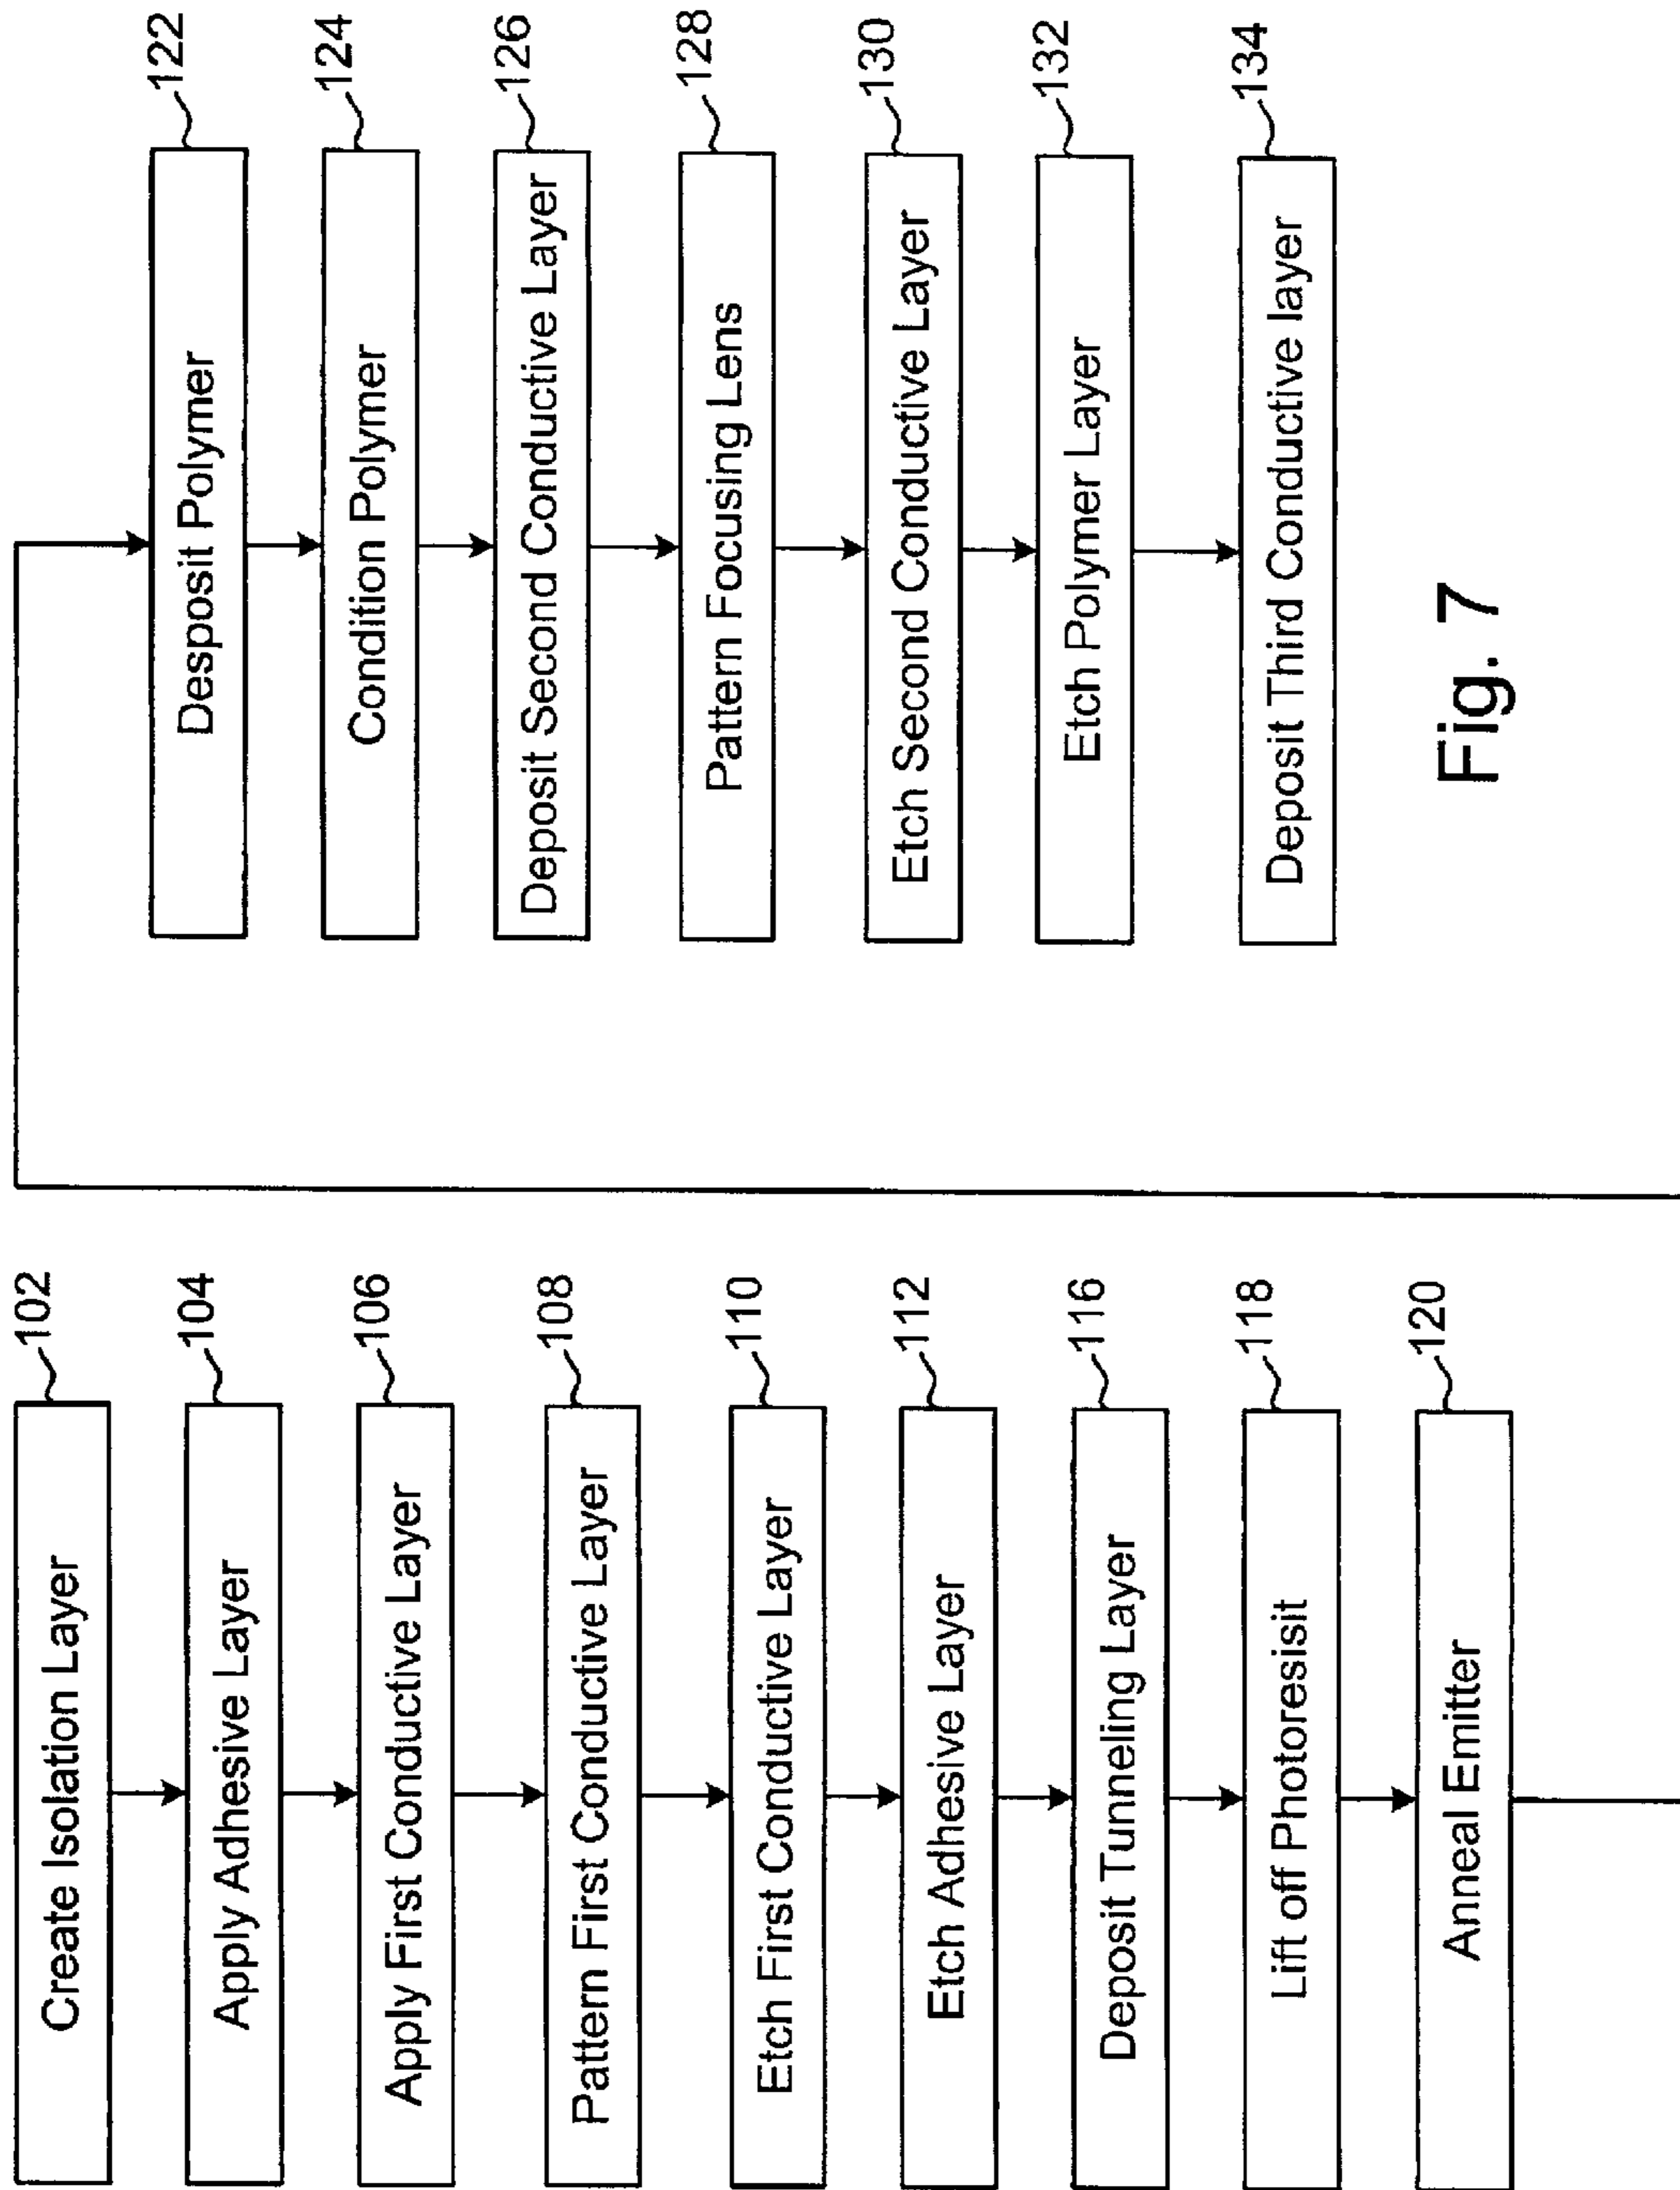 Create Isolation Layer 102
Apply Adhesive Layer 104
Apply First Conductive Layer 106
Pattern First Conductive Layer 108
Etch First Conductive Layer 110
Etch Adhesive Layer 112
Deposit Tunneling Layer 116
Lift off Photoresisit 118
Anneal Emitter 120
Desposit Polymer 122
Condition Polymer 124
Deposit Second Conductive Layer 126
Pattern Focusing Lens 128
Etch Second Conductive Layer 130
Etch Polymer Layer 132
Deposit Third Conductive layer 134
Fig. 7